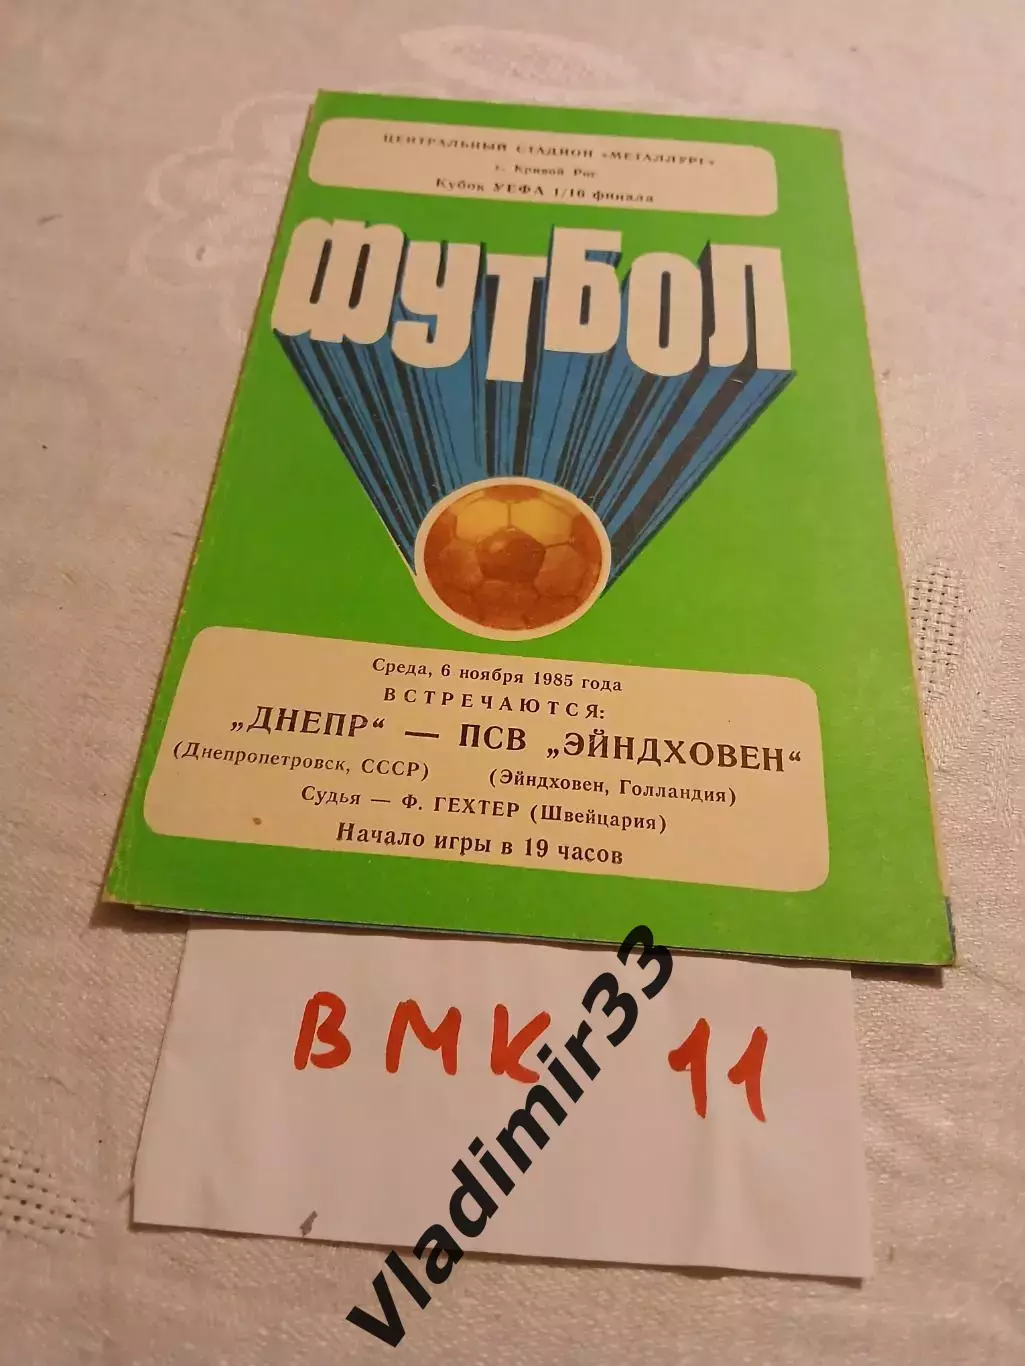 ЦЕНТРАЛЬНЫЙ СТАДИОН «МЕТАЛЛУРГ»
г. Кривой Рог
Кубок УЕФА 1/16 финала
ФУТБОЛ
Среда, 6 ноября 1985 года
ВСТРЕЧАЮТСЯ:
„ДНЕПР“ — ПСВ „ЭЙНДХОВЕН“
(Днепропетровск, СССР) (Эйндховен, Голландия)
Судья — Ф. ГЕХТЕР (Швейцария)
Начало игры в 19 часов
ВМК 11
vladimir33